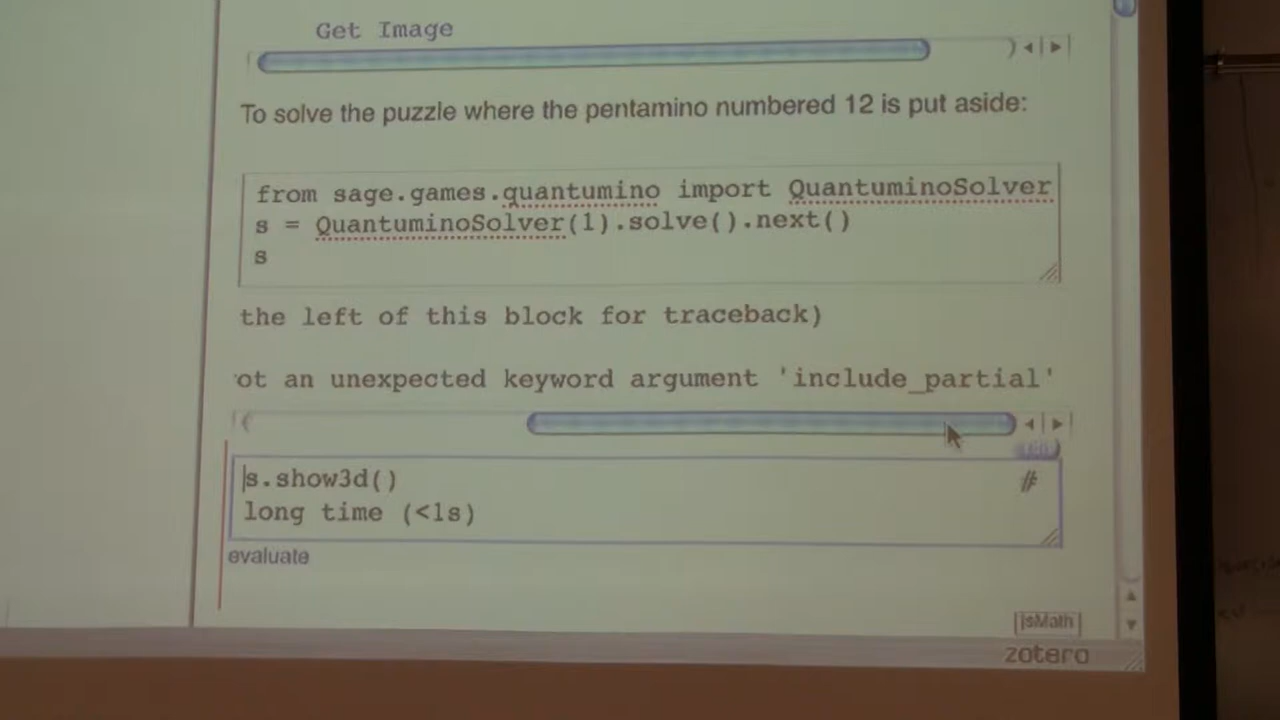 Get Image
To solve the puzzle where the pentamino numbered 12 is put aside:
from sage.games.quantumino import QuantuminoSolver
s = QuantuminoSolver(1).solve().next()
s
the left of this block for traceback)
ot an unexpected keyword argument 'include_partial'
s.show3d() #
long time (<1s)
evaluate
jsMath
zotero